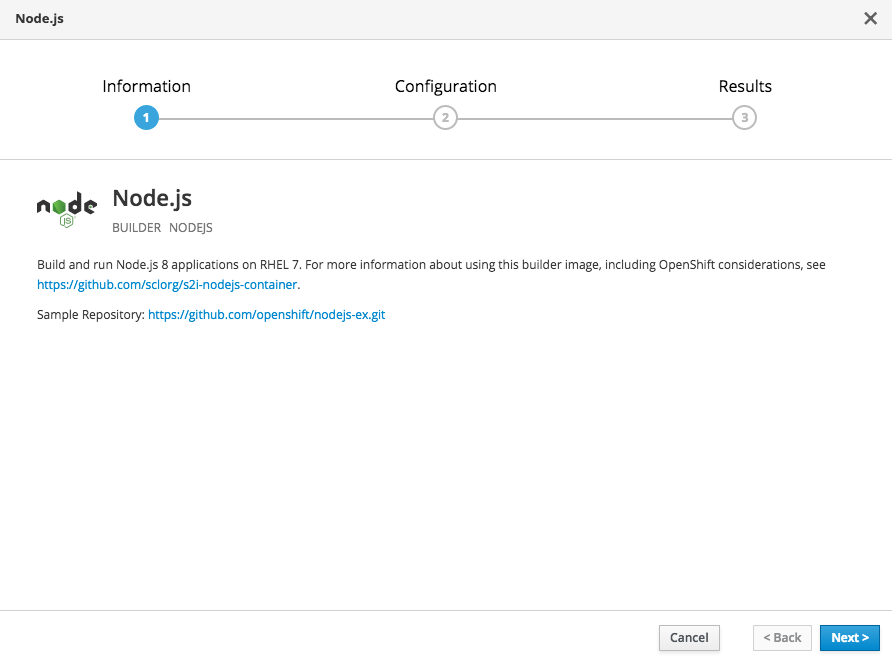 Node.js
Information
Configuration
Results
1
2
3
node
JS
Node.js
BUILDER NODEJS
Build and run Node.js 8 applications on RHEL 7. For more information about using this builder image, including OpenShift considerations, see
https://github.com/sclorg/s2i-nodejs-container.
Sample Repository: https://github.com/openshift/nodejs-ex.git
Cancel
< Back
Next >